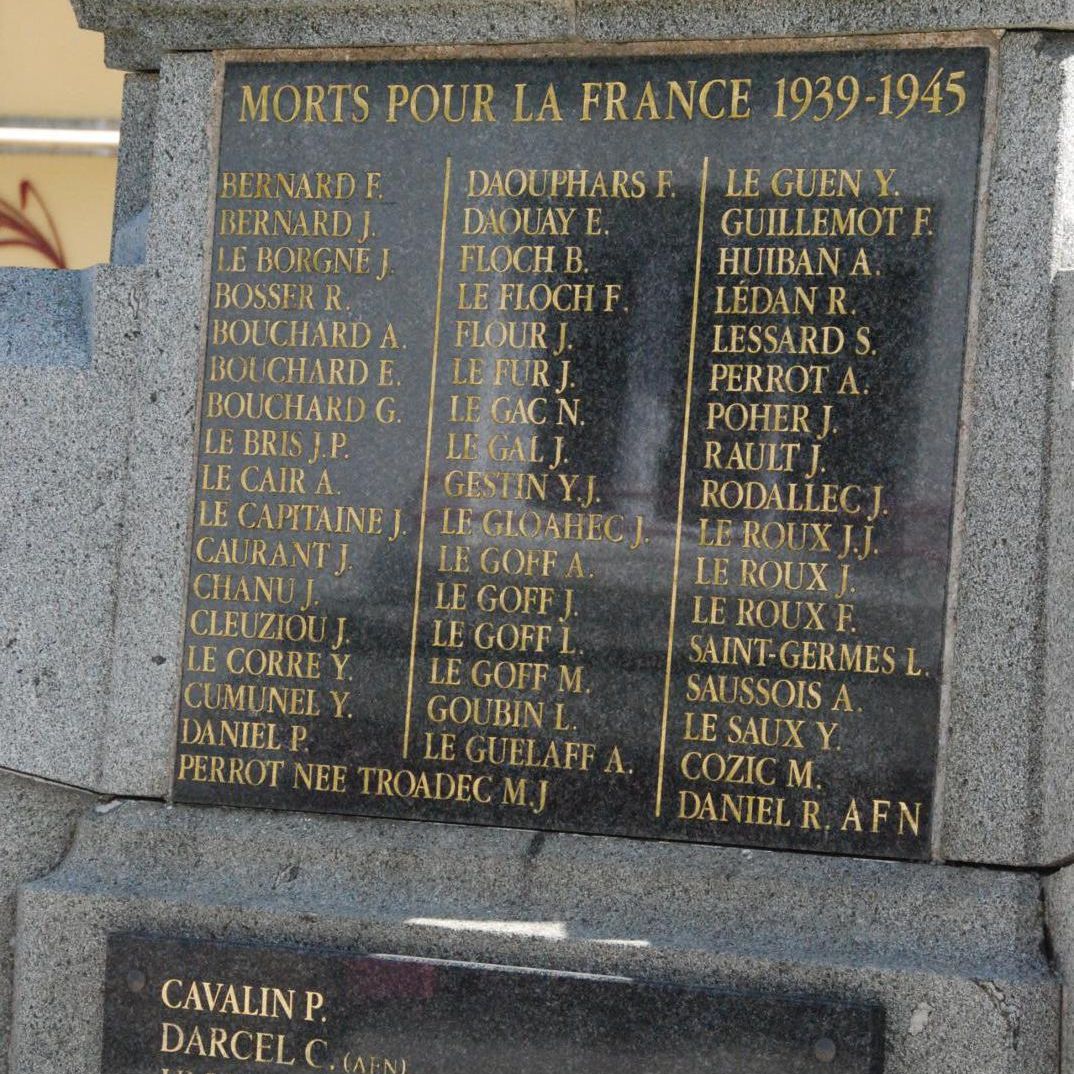 MORTS POUR LA FRANCE 1939-1945
BERNARD F.
BERNARD J.
LE BORGNE J.
BOSSER R.
BOUCHARD A.
BOUCHARD E.
BOUCHARD G.
LE BRIS J.P.
LE CAIR A.
LE CAPITAINE J.
CAURANT J.
CHANU J.
CLEUZIOU J.
LE CORRE Y.
CUMUNEL Y.
DANIEL P.
PERROT NEE TROADEC M.J
DAOUPHARS F.
DAOUAY E.
FLOCH B.
LE FLOCH F.
FLOUR J.
LE FUR J.
LE GAC N.
LE GAL J.
GESTIN Y.J.
LE GLOAHEC J.
LE GOFF A.
LE GOFF J.
LE GOFF L.
LE GOFF M.
GOUBIN L.
LE GUELAFF A.
LE GUEN Y.
GUILLEMOT F.
HUIBAN A.
LÉDAN R.
LESSARD S.
PERROT A.
POHER J.
RAULT J.
RODALLEC J.
LE ROUX J.J.
LE ROUX J.
LE ROUX F.
SAINT-GERMES L.
SAUSSOIS A.
LE SAUX Y.
COZIC M.
DANIEL R. AFN
CAVALIN P.
DARCEL C. (AFN)